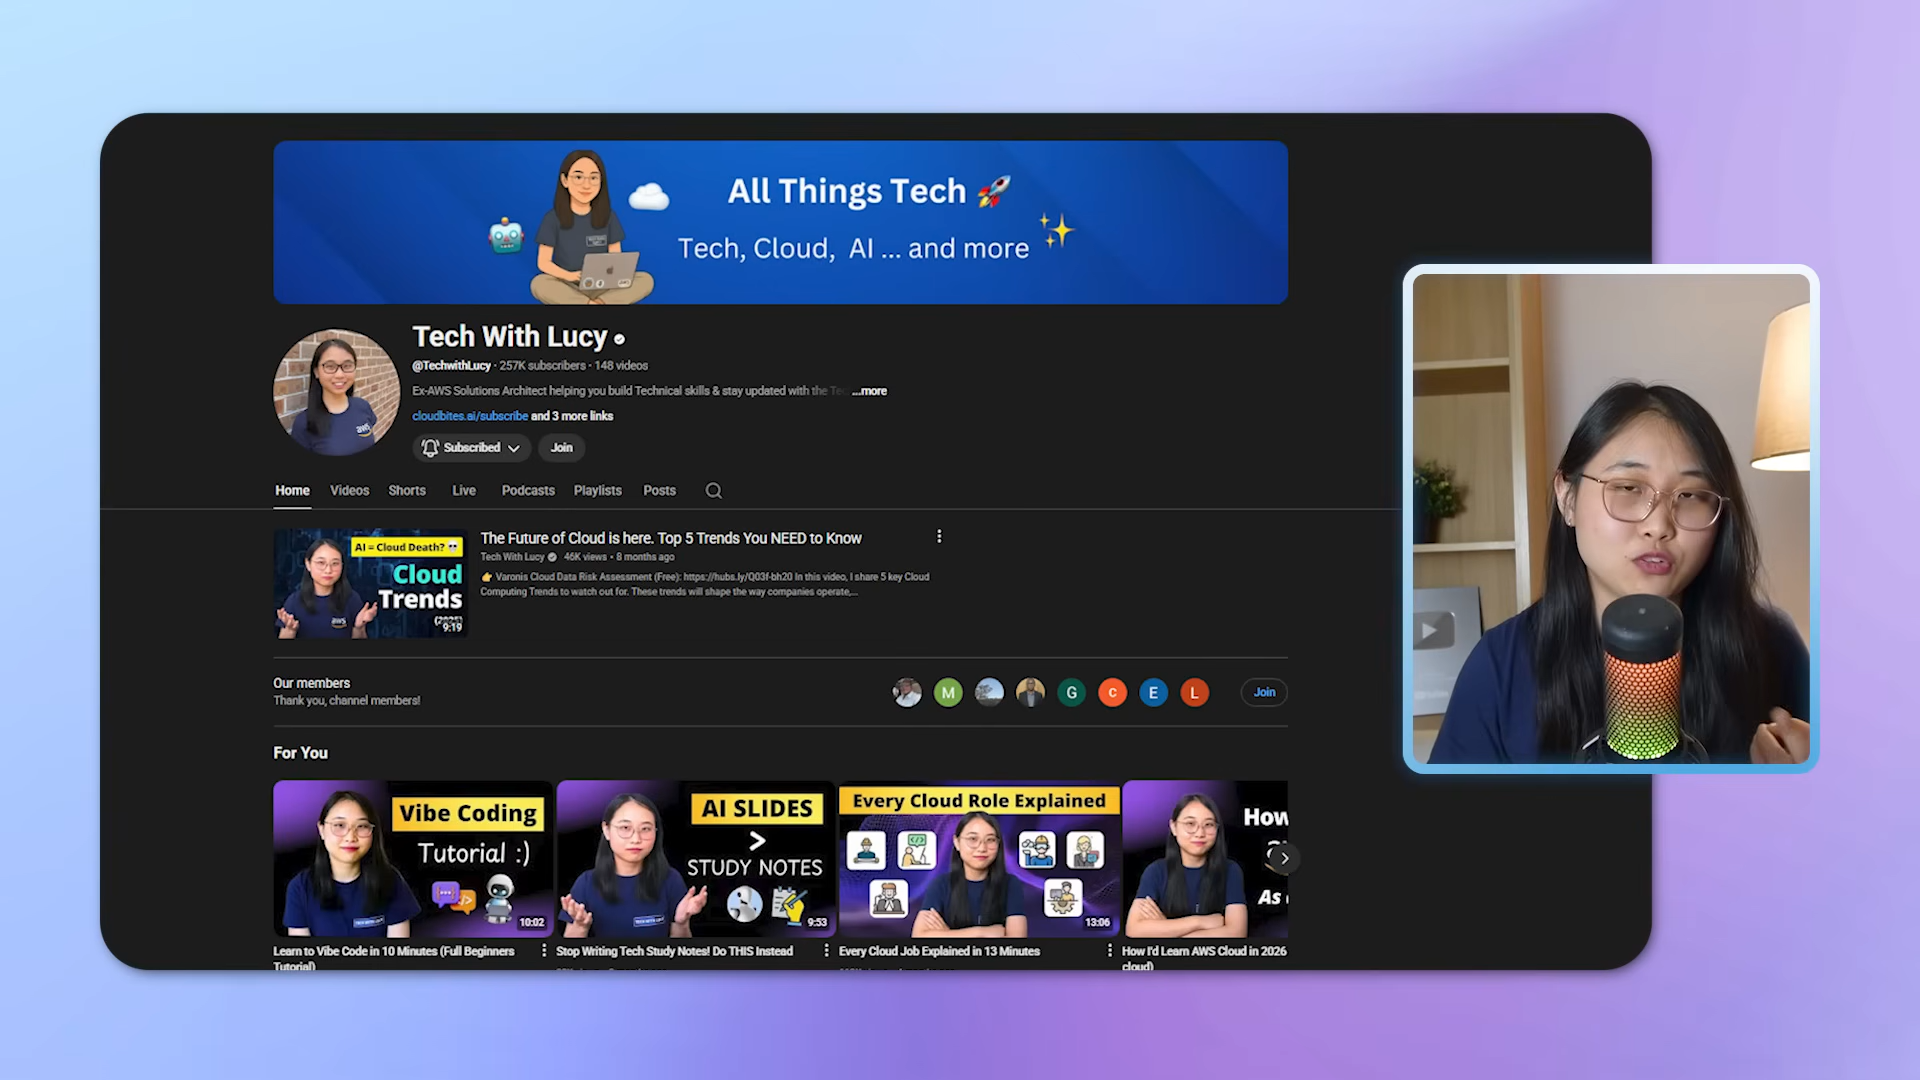 All Things Tech 🚀
Tech, Cloud, AI ... and more
Tech With Lucy
@TechwithLucy · 257K subscribers · 148 videos
Ex-AWS Solutions Architect helping you build Technical skills & stay updated with the ...more
cloudbites.ai/subscribe and 3 more links
Subscribed
Join
Home Videos Shorts Live Podcasts Playlists Posts
AI = Cloud Death? 💀
Cloud
Trends
(2025)
9:19
aws
The Future of Cloud is here. Top 5 Trends You NEED to Know
Tech With Lucy 46K views · 8 months ago
👉 Varonis Cloud Data Risk Assessment (Free): https://hubs.ly/Q03f-bh20 In this video, I share 5 key Cloud
Computing Trends to watch out for. These trends will shape the way companies operate,...
Our members
Thank you, channel members!
M G C E L
Join
For You
Vibe Coding
Tutorial :)
10:02
AI SLIDES
>
STUDY NOTES
9:53
Every Cloud Role Explained
13:06
How
As
Learn to Vibe Code in 10 Minutes (Full Beginners
Tutorial)
Stop Writing Tech Study Notes! Do THIS Instead
Every Cloud Job Explained in 13 Minutes
How I'd Learn AWS Cloud in 2026
cloud)